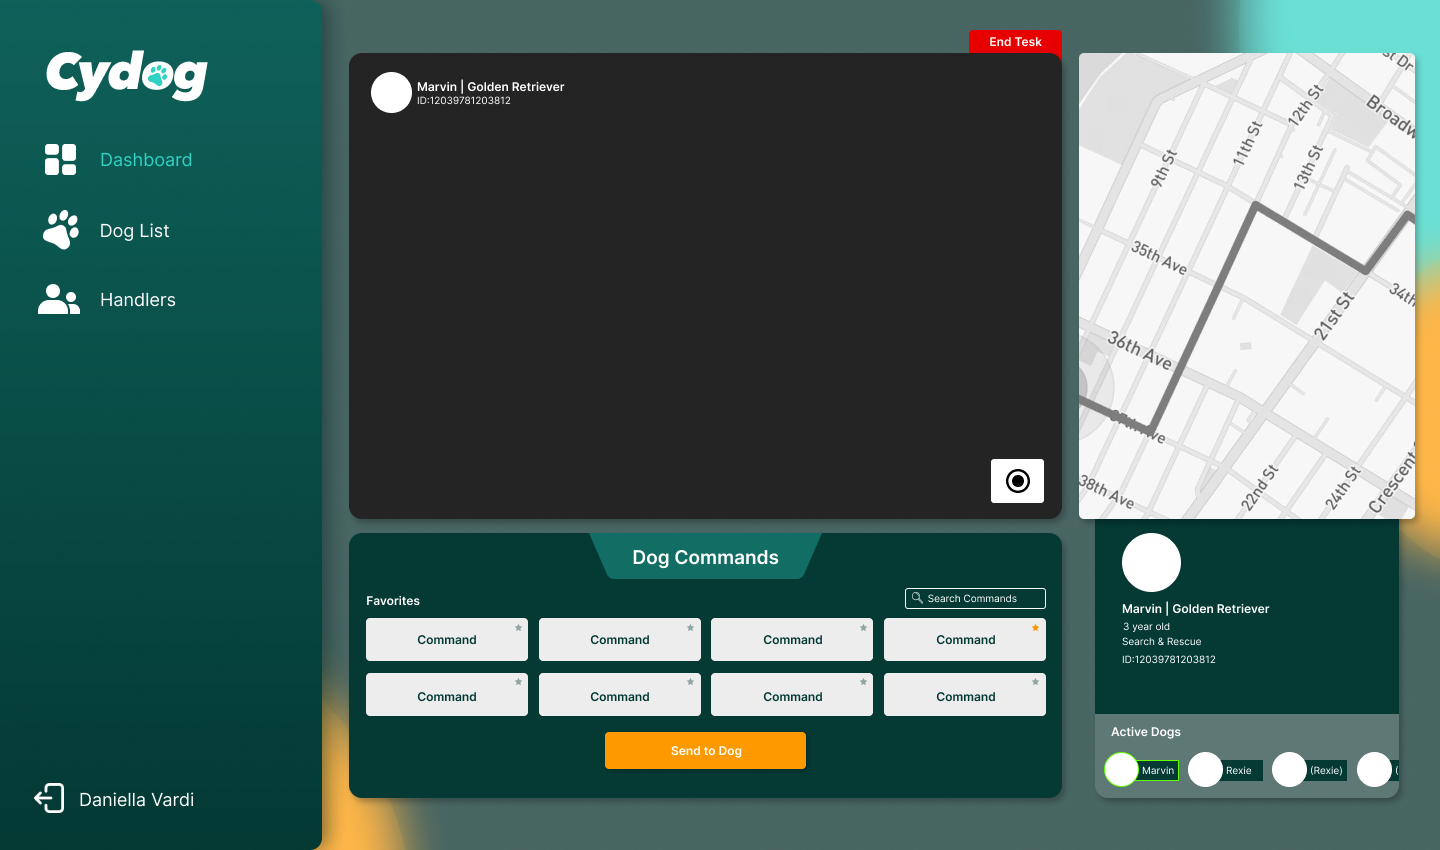 Cydog
Dashboard
Dog List
Handlers
Daniella Vardi
End Tesk
Marvin | Golden Retriever
ID:12039781203812
Dog Commands
Favorites
Search Commands
Command
Command
Command
Command
Command
Command
Command
Command
Send to Dog
st Dr
12th St
Broadw
11th St
13th St
9th St
35th Ave
34th
21st St
36th Ave
37th Ave
38th Ave
22nd St
24th St
Crescent S
Marvin | Golden Retriever
3 year old
Search & Rescue
ID:12039781203812
Active Dogs
Marvin
Rexie
(Rexie)
(